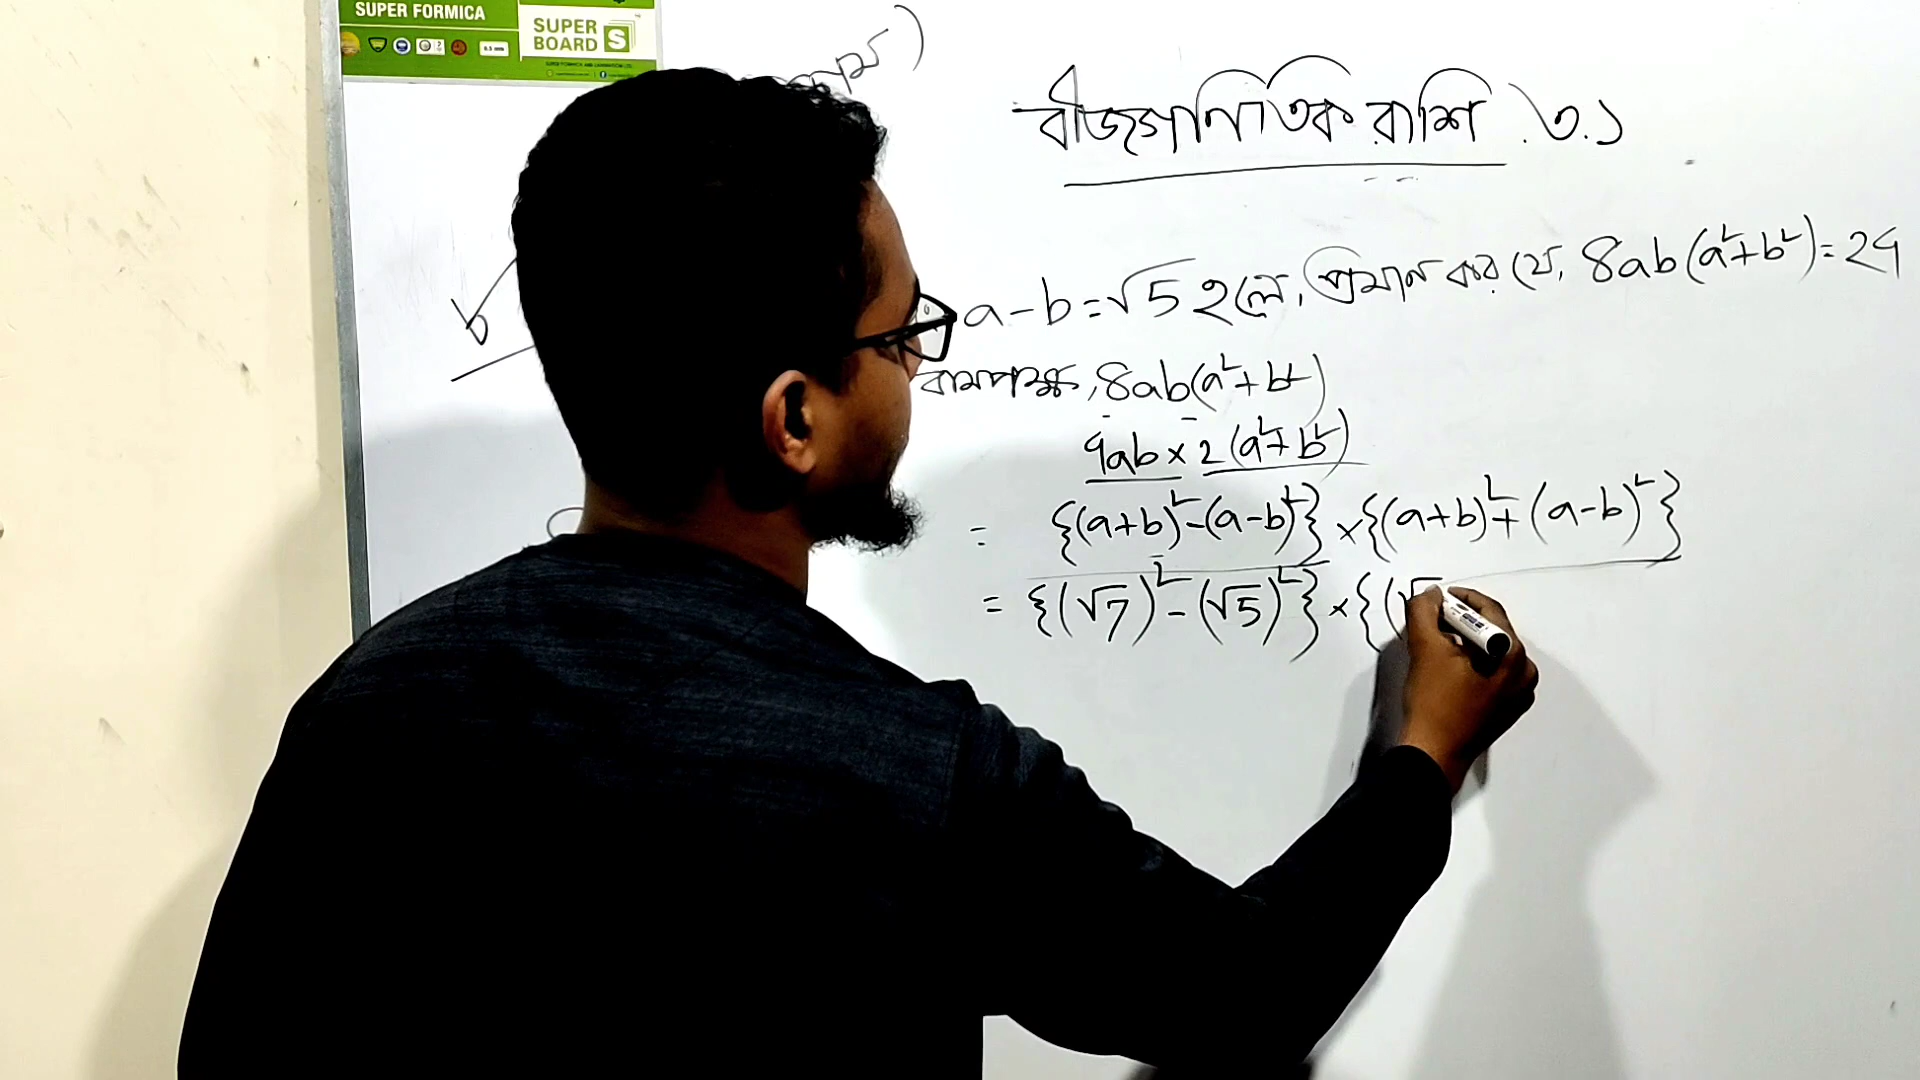 SUPER FORMICA
SUPER BOARD S
বীজগাণিতিক রাশি . ৩.১
a-b=√5 হলে, প্রমান কর যে, 8ab(a²+b²)=24
বামপক্ষ, 8ab(a²+b²)
4ab × 2(a²+b²)
= {(a+b)²-(a-b)²} × {(a+b)²+(a-b)²}
= {(√7)²-(√5)²} × {(√